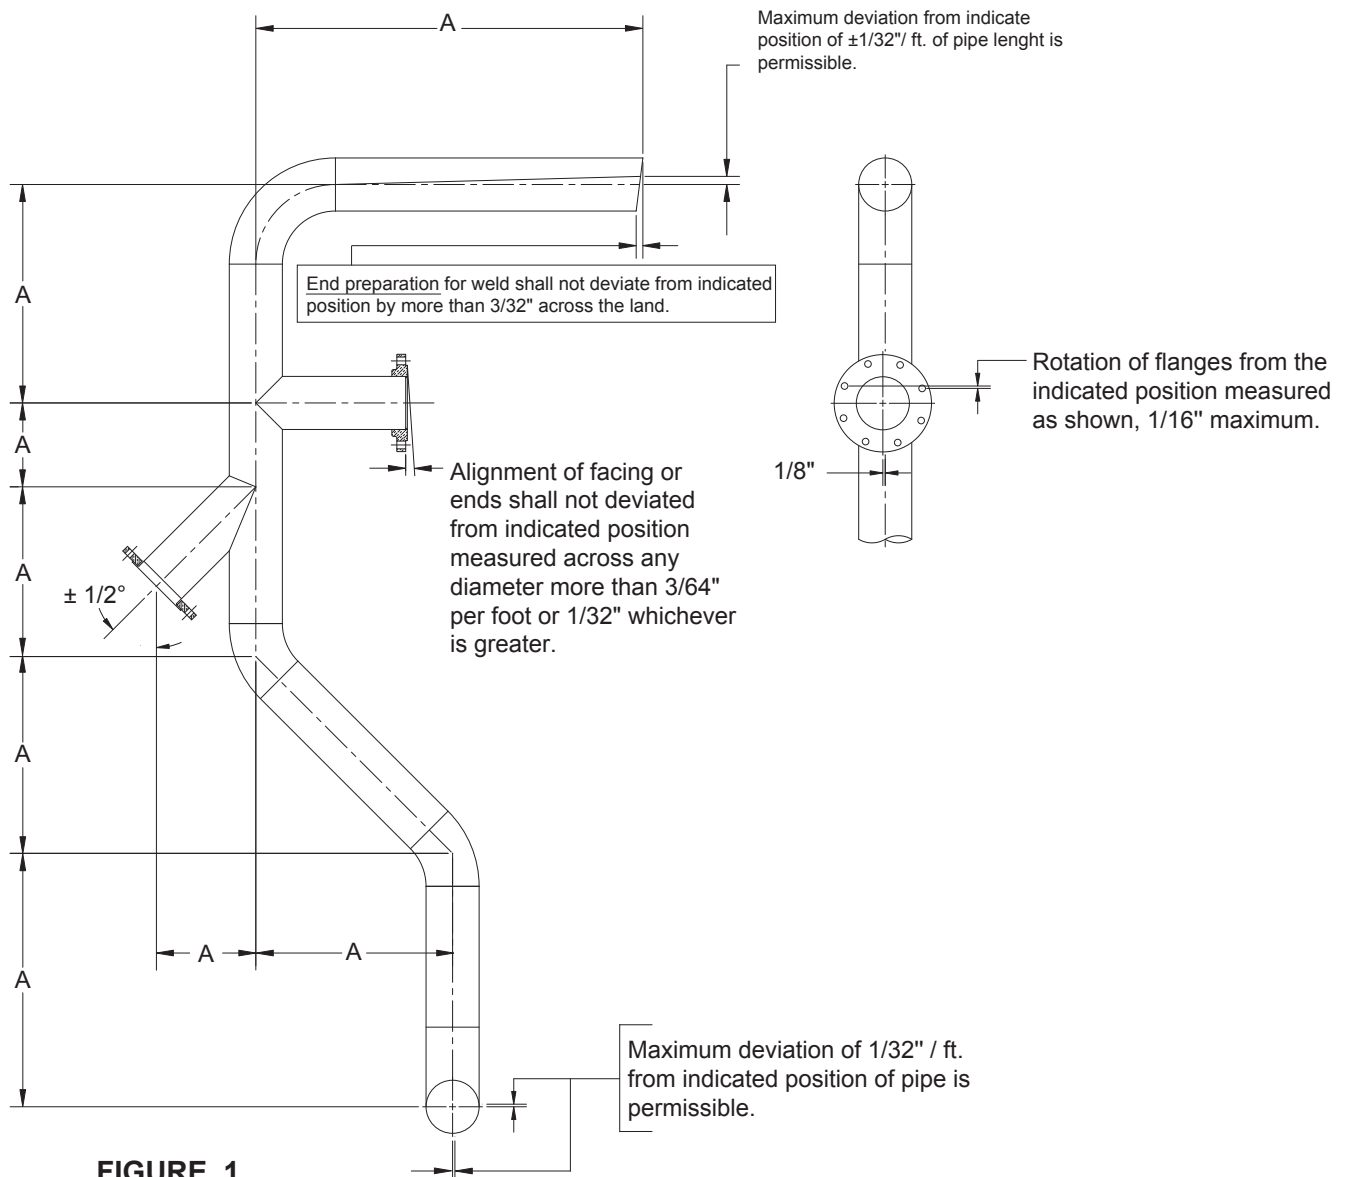 A
Maximum deviation from indicate
position of ±1/32"/ ft. of pipe lenght is
permissible.
A
End preparation for weld shall not deviate from indicated
position by more than 3/32" across the land.
Rotation of flanges from the
indicated position measured
as shown, 1/16" maximum.
A
1/8"
Alignment of facing or
ends shall not deviated
from indicated position
measured across any
diameter more than 3/64"
per foot or 1/32" whichever
is greater.
A
± 1/2°
A
A
A
A
Maximum deviation of 1/32" / ft.
from indicated position of pipe is
permissible.
FIGURE 1